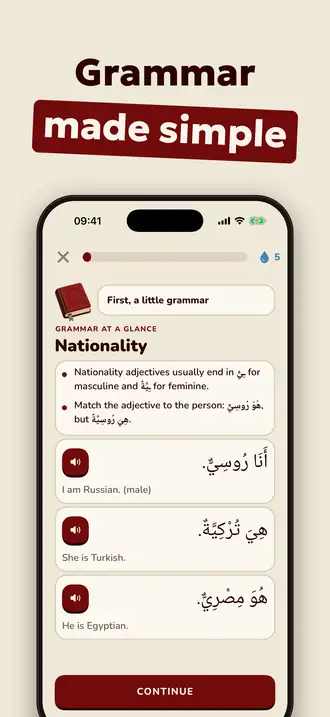 Grammar
made simple
09:41
5
First, a little grammar
GRAMMAR AT A GLANCE
Nationality
• Nationality adjectives usually end in ـِيٌّ for
masculine and ـِيَّةٌ for feminine.
• Match the adjective to the person: هُوَ رُوسِيٌّ,
but هِيَ رُوسِيَّةٌ.
أَنَا رُوسِيٌّ.
I am Russian. (male)
هِيَ تُرْكِيَّةٌ.
She is Turkish.
هُوَ مِصْرِيٌّ.
He is Egyptian.
CONTINUE